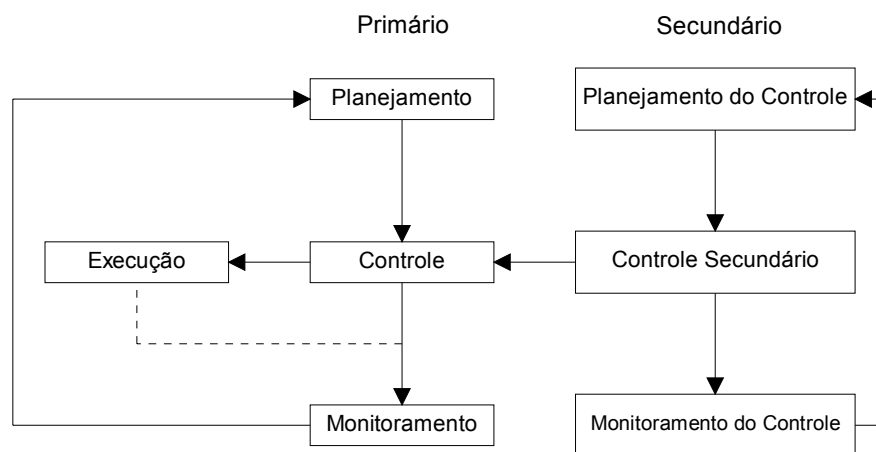 Primário
Secundário
Planejamento
Planejamento do Controle
Execução
Controle
Controle Secundário
Monitoramento
Monitoramento do Controle